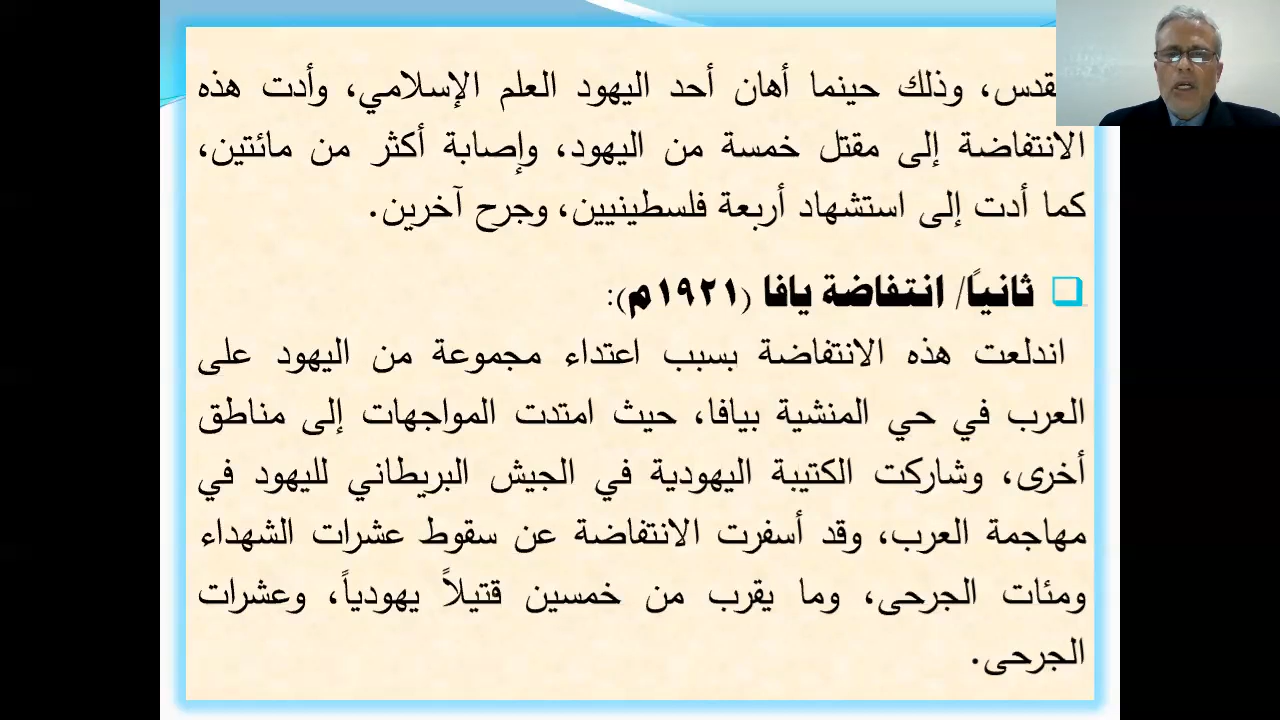 قدس، وذلك حينما أهان أحد اليهود العلم الإسلامي، وأدت هذه
الانتفاضة إلى مقتل خمسة من اليهود، وإصابة أكثر من مائتين،
كما أدت إلى استشهاد أربعة فلسطينيين، وجرح آخرين.
ثانياً/ انتفاضة يافا (١٩٢١م):
اندلعت هذه الانتفاضة بسبب اعتداء مجموعة من اليهود على
العرب في حي المنشية بيافا، حيث امتدت المواجهات إلى مناطق
أخرى، وشاركت الكتيبة اليهودية في الجيش البريطاني لليهود في
مهاجمة العرب، وقد أسفرت الانتفاضة عن سقوط عشرات الشهداء
ومئات الجرحى، وما يقرب من خمسين قتيلاً يهودياً، وعشرات
الجرحى.